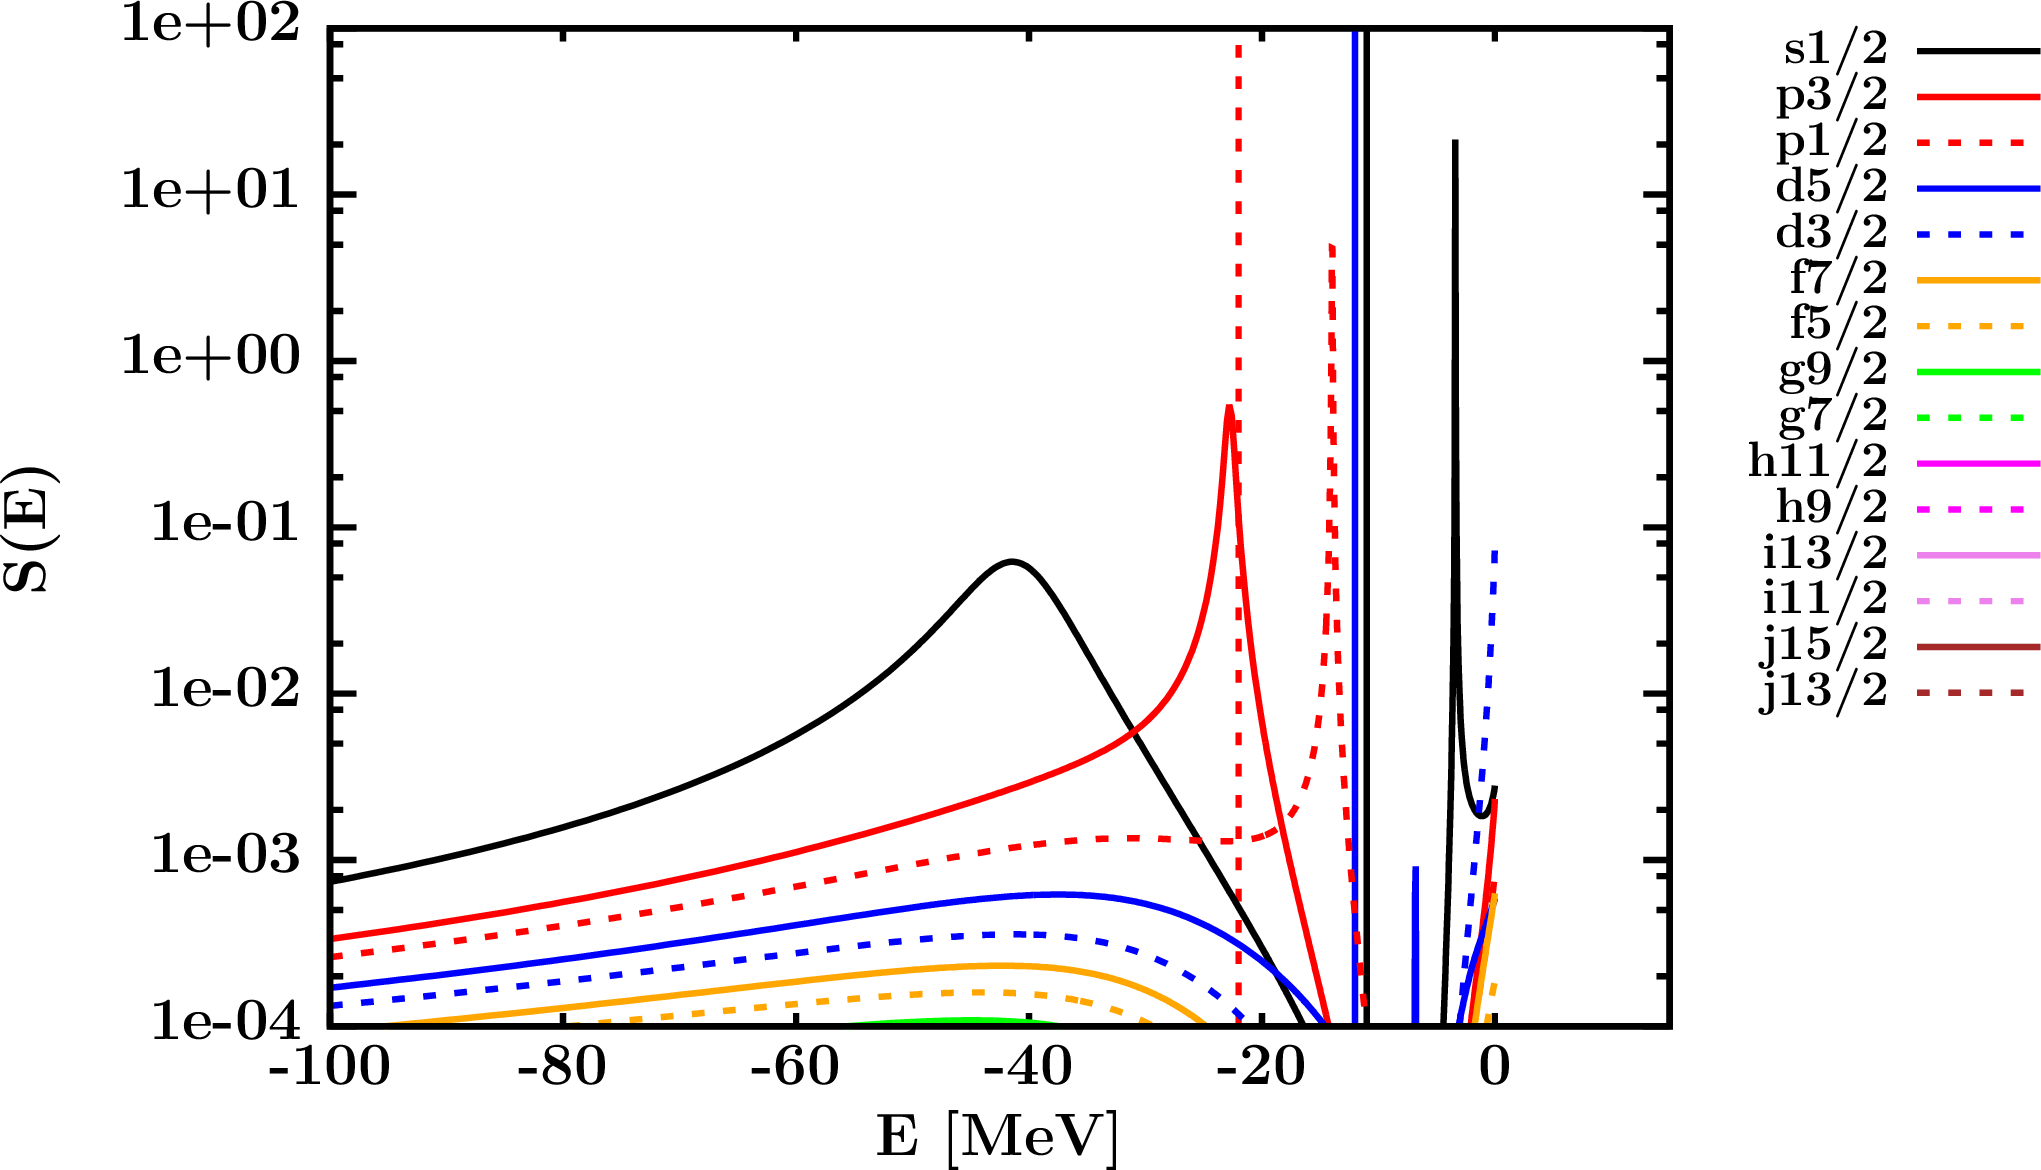 1e+02
1e+01
1e+00
1e-01
1e-02
1e-03
1e-04
S(E)
-100 -80 -60 -40 -20 0
E [MeV]
s1/2
p3/2
p1/2
d5/2
d3/2
f7/2
f5/2
g9/2
g7/2
h11/2
h9/2
i13/2
i11/2
j15/2
j13/2